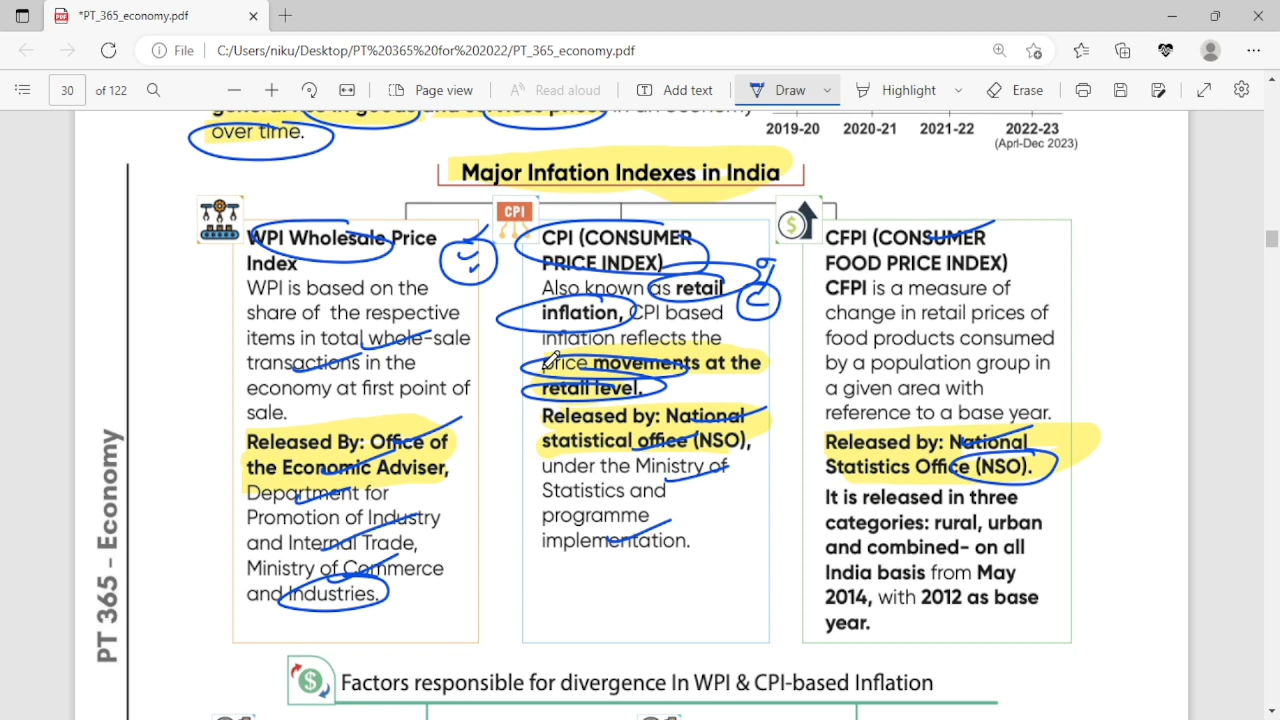 *PT_365_economy.pdf
File
C:/Users/niku/Desktop/PT%20365%20for%202022/PT_365_economy.pdf
30 of 122
Page view
Read aloud
Add text
Draw
Highlight
Erase
over time.
2019-20 2020-21 2021-22 2022-23
(Aprl-Dec 2023)
Major Infation Indexes in India
CPI
WPI Wholesale Price
Index
WPI is based on the
share of the respective
items in total whole-sale
transactions in the
economy at first point of
sale.
Released By: Office of
the Economic Adviser,
Department for
Promotion of Industry
and Internal Trade,
Ministry of Commerce
and Industries.
CPI (CONSUMER
PRICE INDEX)
Also known as retail
inflation, CPI based
inflation reflects the
price movements at the
retail level.
Released by: National
statistical office (NSO),
under the Ministry of
Statistics and
programme
implementation.
CFPI (CONSUMER
FOOD PRICE INDEX)
CFPI is a measure of
change in retail prices of
food products consumed
by a population group in
a given area with
reference to a base year.
Released by: National
Statistics Office (NSO).
It is released in three
categories: rural, urban
and combined- on all
India basis from May
2014, with 2012 as base
year.
PT 365 - Economy
Factors responsible for divergence In WPI & CPI-based Inflation